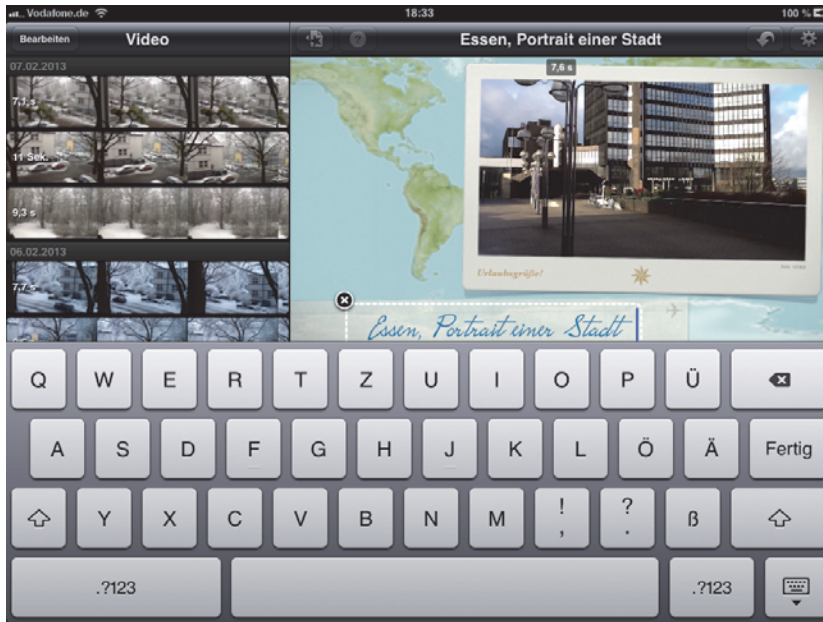 Vodafone.de 18:33 100 %
Bearbeiten Video Essen, Portrait einer Stadt
07.02.2013
7,1 s
11 Sek.
9,3 s
06.02.2013
7,7 s
7,6 s
Urlaubsgrüße!
Essen, Portrait einer Stadt
Q W E R T Z U I O P Ü
A S D F G H J K L Ö Ä Fertig
Y X C V B N M ! , ? . ß
.?123 .?123